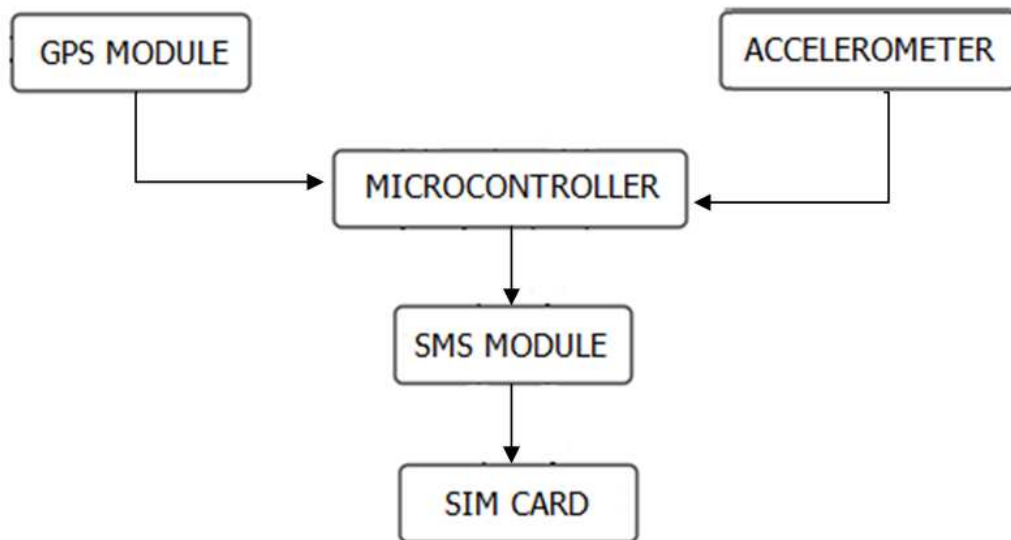 GPS MODULE
ACCELEROMETER
MICROCONTROLLER
SMS MODULE
SIM CARD